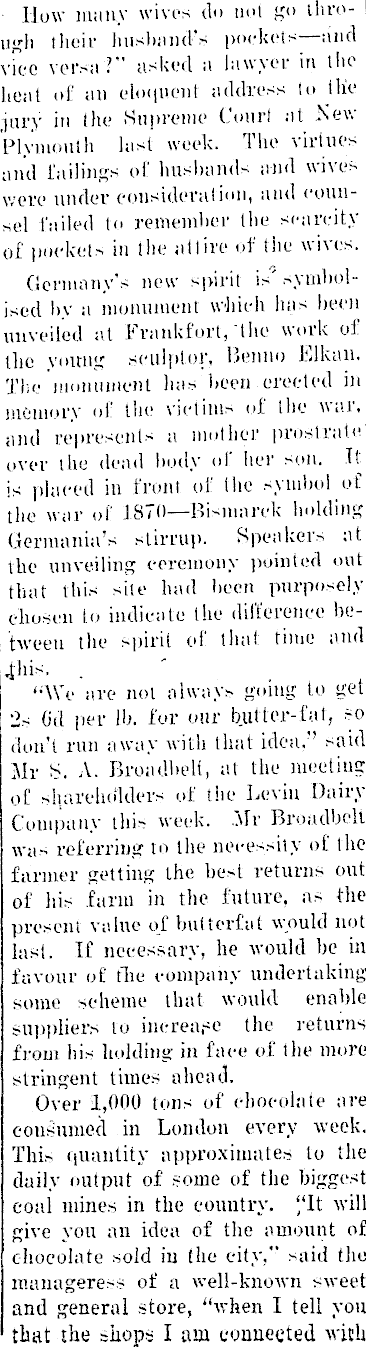 How many wives do not go thro-
ugh their husband's pockets—and
vice versa?" asked a lawyer in the
heat of an eloquent address to the
jury in the Supreme Court at New
Plymouth last week. The virtues
and failings of husbands and wives
were under consideration, and coun-
sel failed to remember the scarcity
of pockets in the attire of the wives.
Germany's new spirit is symbol-
ised by a monument which has been
unveiled at Frankfort, the work of
the young sculptor, Benno Elkan.
The monument has been erected in
memory of the victims of the war,
and represents a mother prostrate
over the dead body of her son. It
is placed in front of the symbol of
the war of 1870—Bismarck holding
Germania's stirrup. Speakers at
the unveiling ceremony pointed out
that this site had been purposely
chosen to indicate the difference be-
tween the spirit of that time and
this.
"We are not always going to get
2s 6d per lb. for our butter-fat, so
don't run away with that idea," said
Mr S. A. Broadbelt, at the meeting
of shareholders of the Levin Dairy
Company this week. Mr Broadbelt
was referring to the necessity of the
farmer getting the best returns out
of his farm in the future, as the
present value of butterfat would not
last. If necessary, he would be in
favour of the company undertaking
some scheme that would enable
suppliers to increase the returns
from his holding in face of the more
stringent times ahead.
Over 1,000 tons of chocolate are
consumed in London every week.
This quantity approximates to the
daily output of some of the biggest
coal mines in the country. "It will
give you an idea of the amount of
chocolate sold in the city," said the
manageress of a well-known sweet
and general store, "when I tell you
that the shops I am connected with